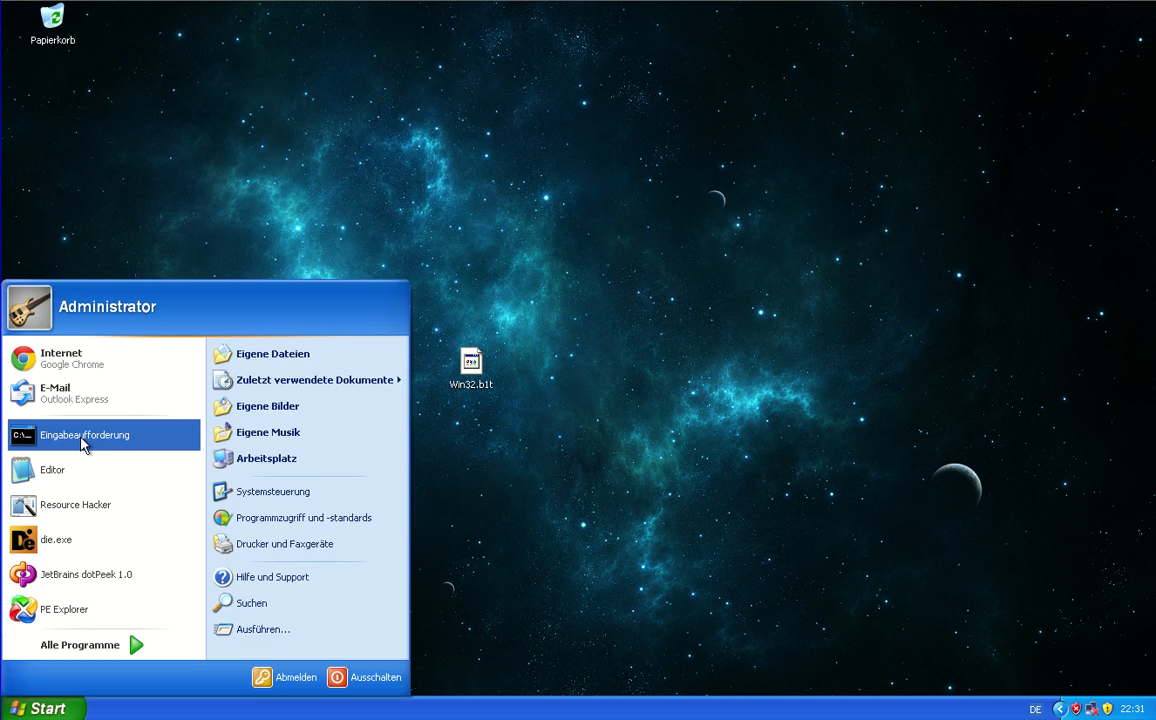 Papierkorb
Win32.b1t
Administrator
Internet
Google Chrome
E-Mail
Outlook Express
C:\...
Eingabeaufforderung
Editor
Resource Hacker
die.exe
JetBrains dotPeek 1.0
PE Explorer
Alle Programme
Eigene Dateien
Zuletzt verwendete Dokumente
Eigene Bilder
Eigene Musik
Arbeitsplatz
Systemsteuerung
Programmzugriff und -standards
Drucker und Faxgeräte
Hilfe und Support
Suchen
Ausführen...
Abmelden
Ausschalten
Start
DE
22:31